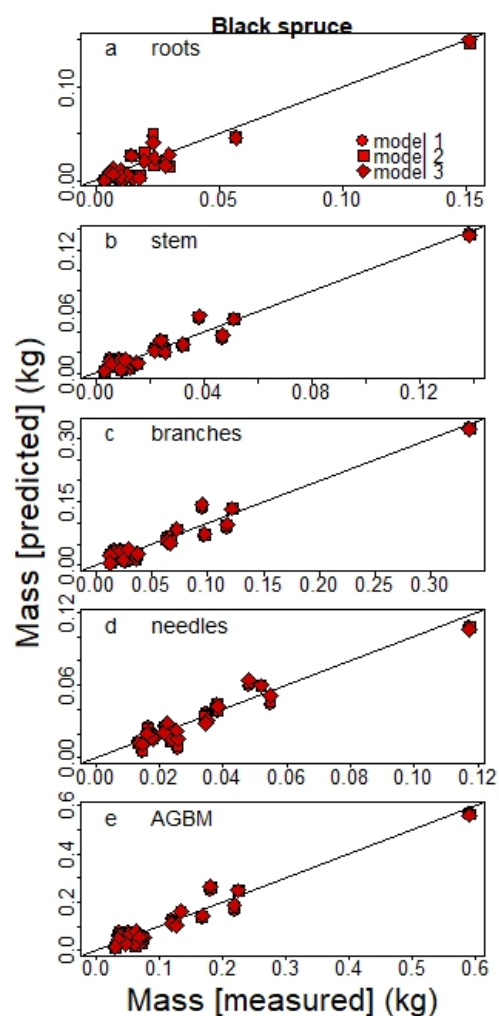 Black spruce
a roots
0.10
0.00
model 1
model 2
model 3
0.00 0.05 0.10 0.15
b stem
0.12
0.06
0.00
0.00 0.04 0.08 0.12
c branches
0.30
0.15
0.00
0.00 0.05 0.10 0.15 0.20 0.25 0.30
d needles
0.12
0.06
0.00
0.00 0.02 0.04 0.06 0.08 0.10 0.12
e AGBM
0.6
0.4
0.2
0.0
0.0 0.1 0.2 0.3 0.4 0.5 0.6
Mass [predicted] (kg)
Mass [measured] (kg)